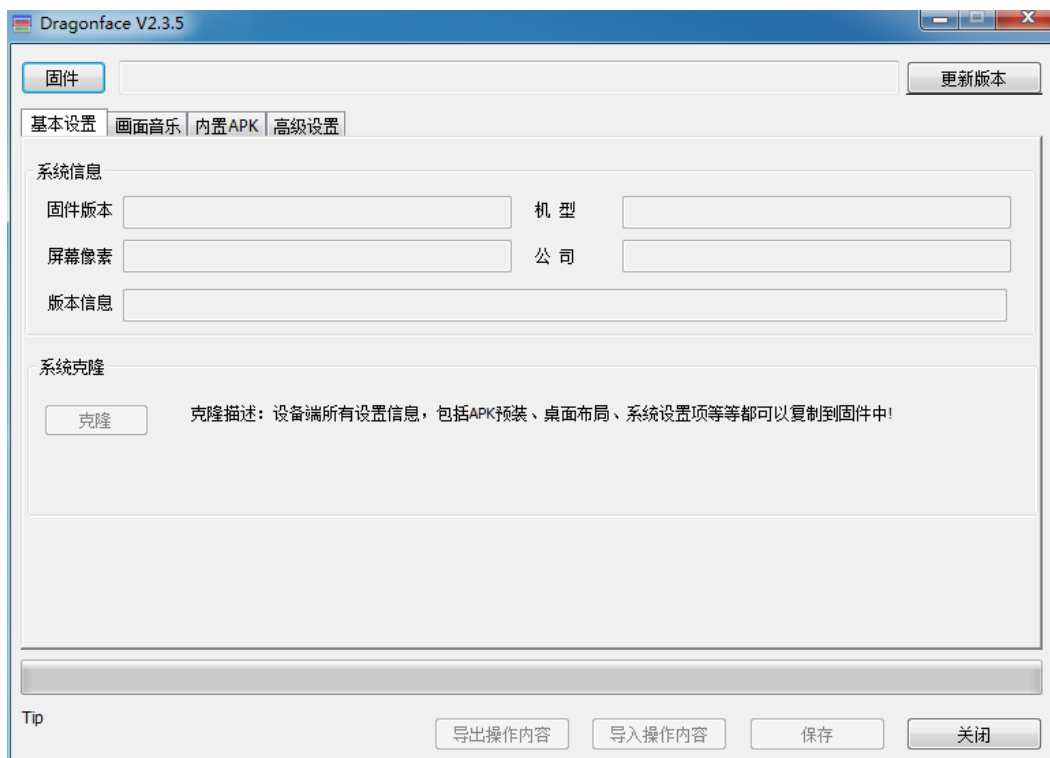 Dragonface V2.3.5
固件 更新版本
基本设置 画面音乐 内置APK 高级设置
系统信息
固件版本 机 型
屏幕像素 公 司
版本信息
系统克隆
克隆 克隆描述：设备端所有设置信息，包括APK预装、桌面布局、系统设置项等等都可以复制到固件中!
Tip
导出操作内容 导入操作内容 保存 关闭